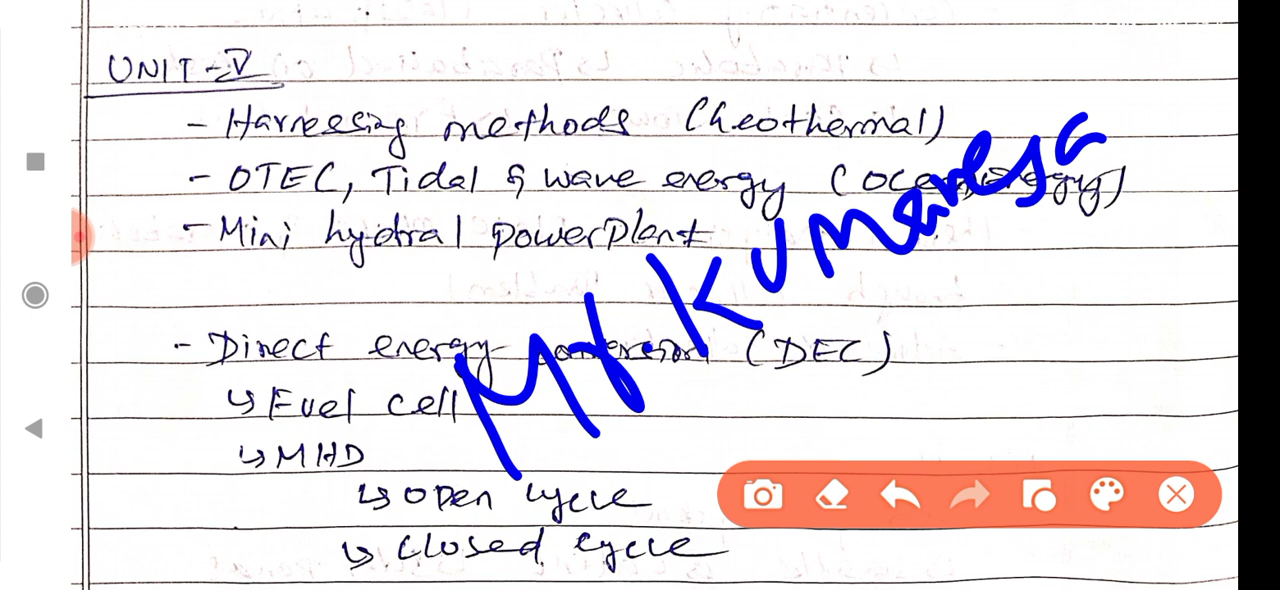 UNIT-V
- Harnessing methods (Geothermal)
- OTEC, Tidal & wave energy (Ocean energy)
- Mini hydral powerplant
- Direct energy conversion (DEC)
↳ Fuel cell
↳ MHD
↳ open cycle
↳ closed cycle